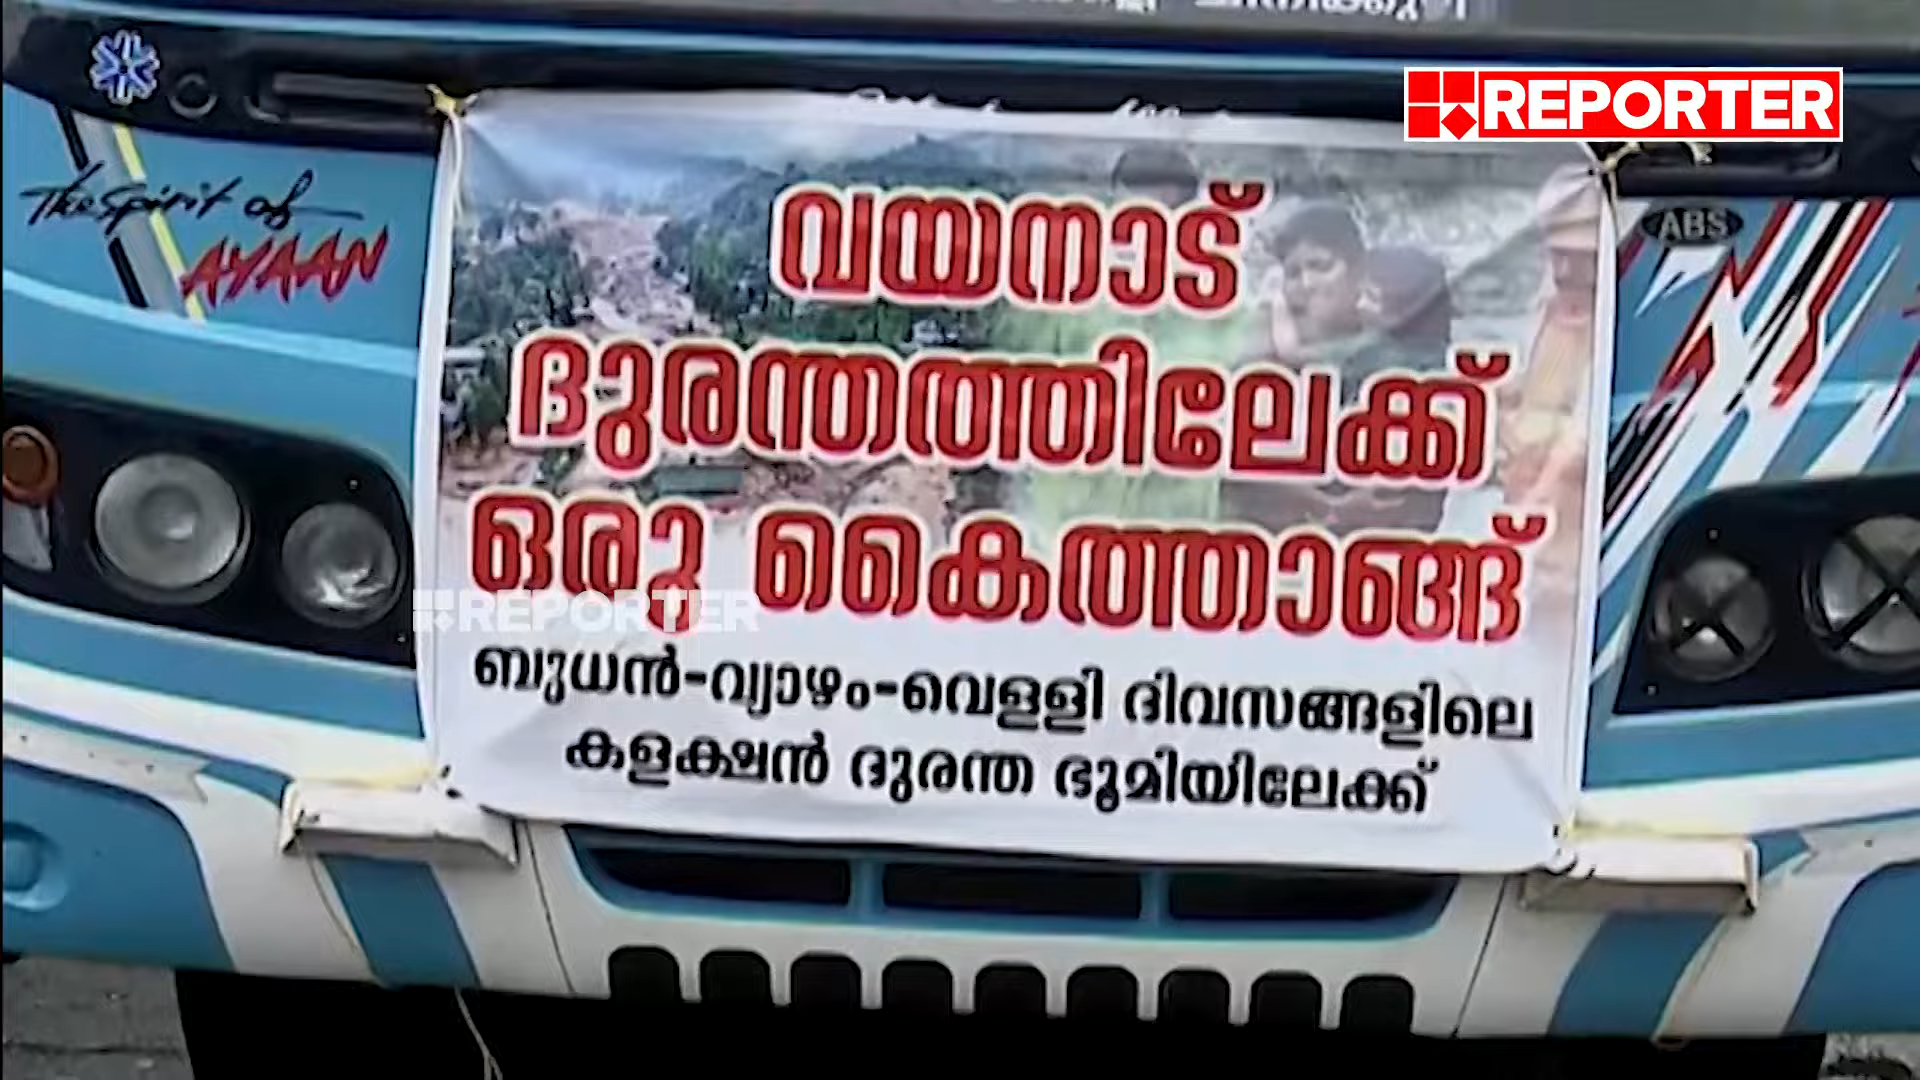 REPORTER
The Spirit of
AYAAN
ABS
വയനാട്
ദുരന്തത്തിലേക്ക്
ഒരു കൈത്താങ്ങ്
REPORTER
ബുധൻ-വ്യാഴം-വെള്ളി ദിവസങ്ങളിലെ
കളക്ഷൻ ദുരന്ത ഭൂമിയിലേക്ക്